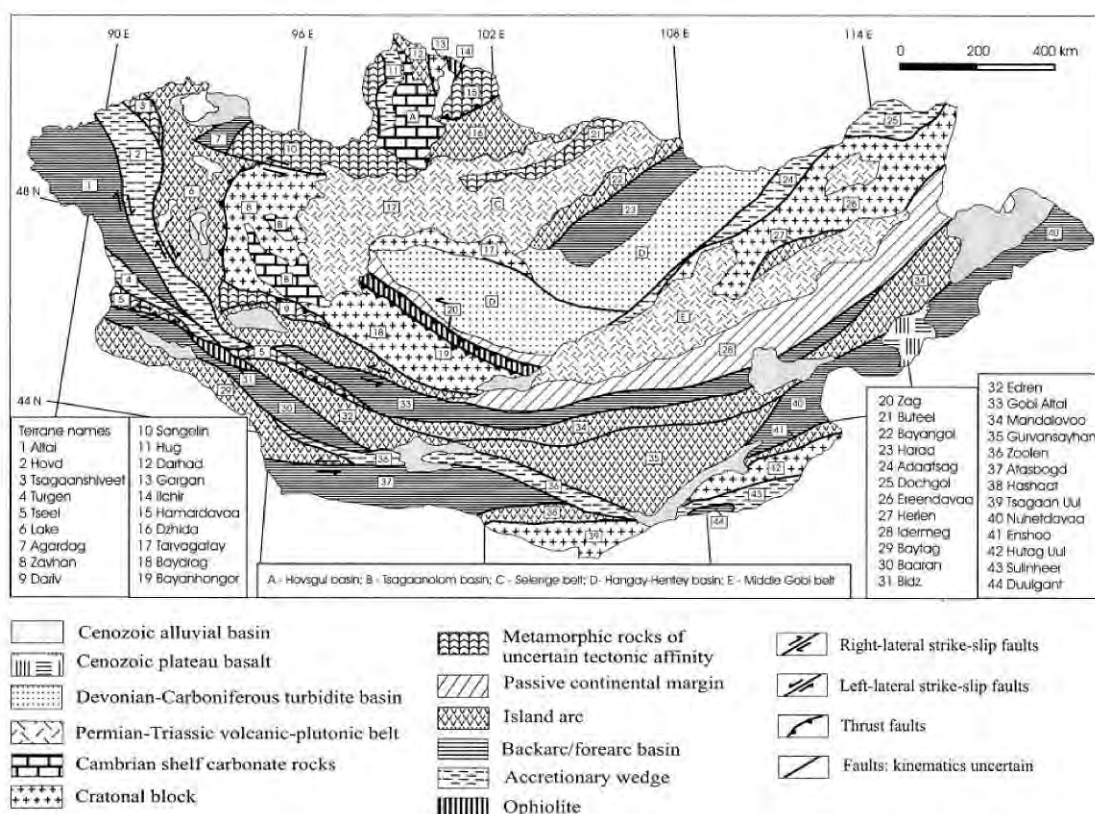 90 E
96 E
102 E
108 E
114 E
0 200 400 km
48 N
44 N
Terrane names
1 Altai
2 Hovd
3 Tsagaanshiveet
4 Turgen
5 Tseel
6 Lake
7 Agardag
8 Zavhan
9 Dariv
10 Sangelin
11 Hug
12 Darhad
13 Gargan
14 Ilchir
15 Hamardavaa
16 Dzhida
17 Tarvagatay
18 Baydrag
19 Bayanhongor
A - Hovsgul basin; B - Tsagaanolom basin; C - Selenge belt; D - Hangay-Hentey basin; E - Middle Gobi belt
20 Zag
21 Buteel
22 Bayangol
23 Haraa
24 Adaatsag
25 Dochgol
26 Ereendavaa
27 Herlen
28 Idermeg
29 Baytag
30 Baaran
31 Bidz
32 Edren
33 Gobi Altai
34 Mandalovoo
35 Gurvansayhan
36 Zoolen
37 Atasbogd
38 Hashaat
39 Tsagaan Uul
40 Nuhetdavaa
41 Enshoo
42 Hutag Uul
43 Sulinheer
44 Duulgant
Cenozoic alluvial basin
Cenozoic plateau basalt
Devonian-Carboniferous turbidite basin
Permian-Triassic volcanic-plutonic belt
Cambrian shelf carbonate rocks
Cratonal block
Metamorphic rocks of
uncertain tectonic affinity
Passive continental margin
Island arc
Backarc/forearc basin
Accretionary wedge
Ophiolite
Right-lateral strike-slip faults
Left-lateral strike-slip faults
Thrust faults
Faults: kinematics uncertain